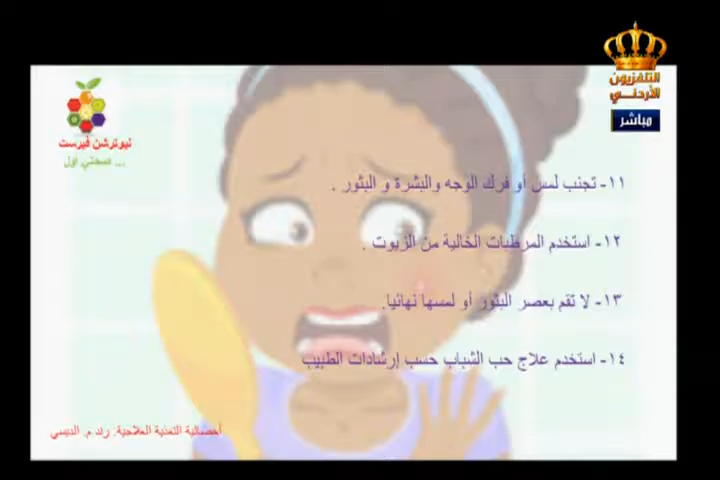 التلفزيون
الأردني
مباشر
نيوترشن فيرست
... صحتي أول
١١- تجنب لمس أو فرك الوجه والبشرة و البثور .
١٢- استخدم المرطبات الخالية من الزيوت .
١٣- لا تقم بعصر البثور أو لمسها نهائيا.
١٤- استخدم علاج حب الشباب حسب إرشادات الطبيب
أخصائية التغذية العلاجية: م. الدبسي